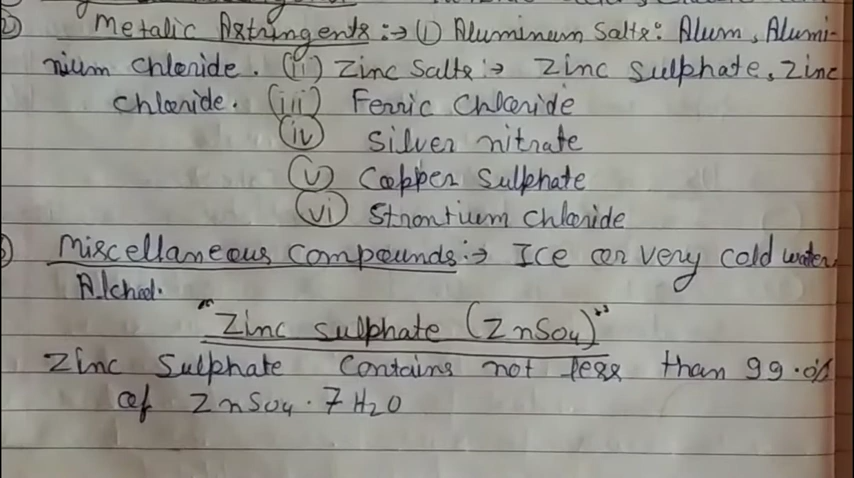 2) Metalic Astringents :→ (i) Aluminum Salts: Alum, Alumi-
nium Chloride. (ii) Zinc Salts :→ Zinc Sulphate, Zinc
Chloride. (iii) Ferric Chloride
(iv) Silver nitrate
(v) Copper Sulphate
(vi) Strontium Chloride
Miscellaneous Compounds :→ Ice or very cold water,
Alchol.
"Zinc sulphate (ZnSO4)"
Zinc Sulphate Contains not less than
of ZnSO4 . 7H2O